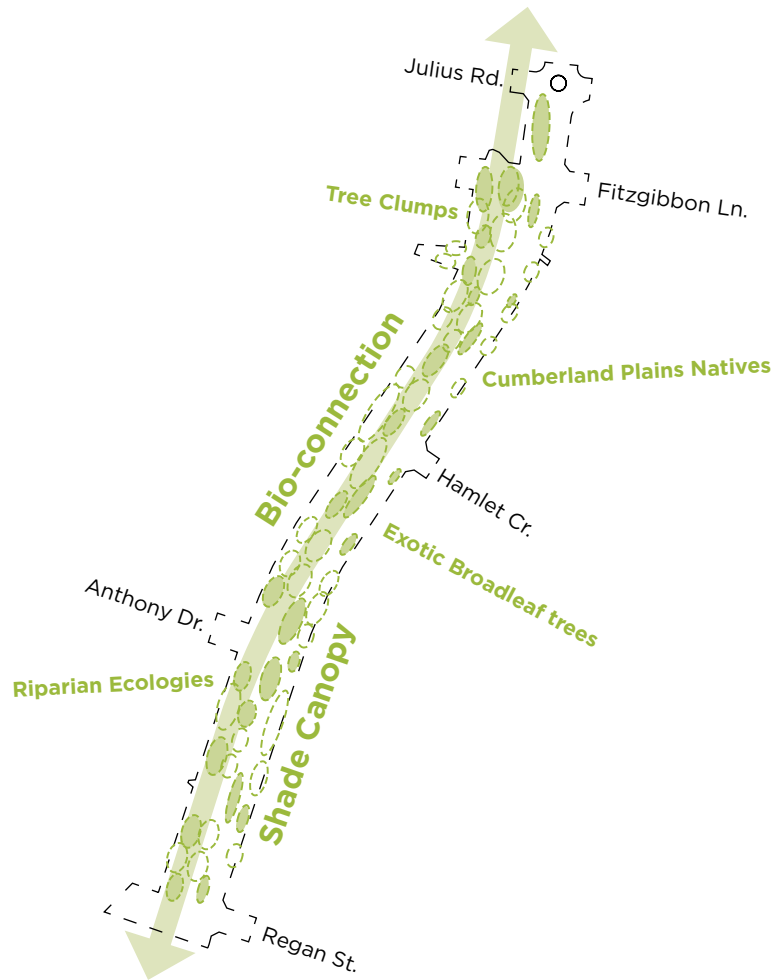 Julius Rd.
Fitzgibbon Ln.
Tree Clumps
Bio-connection
Cumberland Plains Natives
Hamlet Cr.
Exotic Broadleaf trees
Anthony Dr.
Shade Canopy
Riparian Ecologies
Regan St.